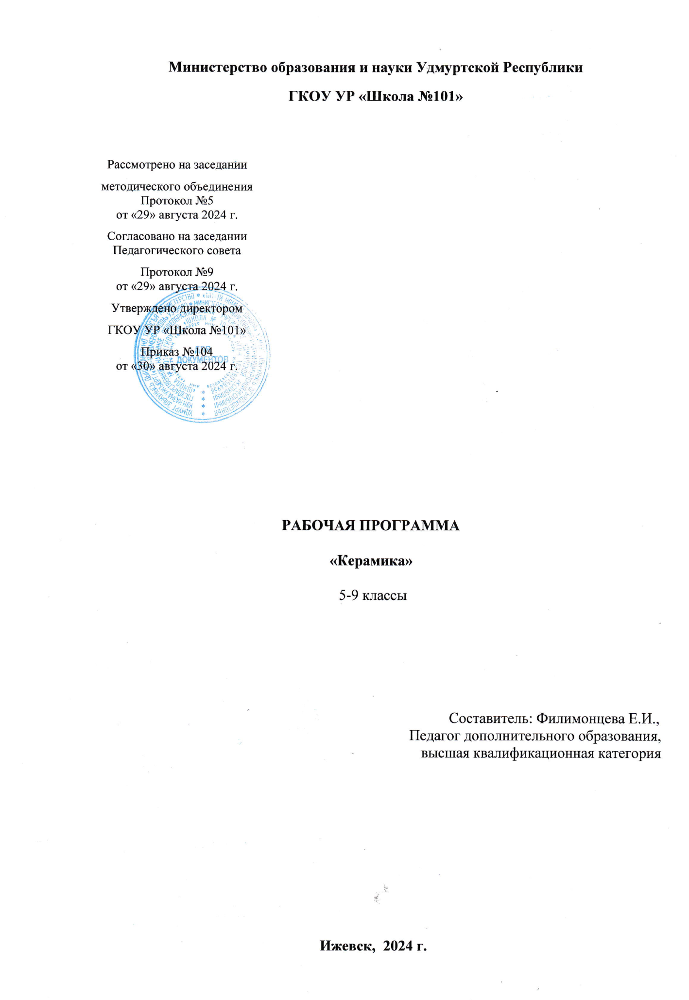 Министерство образования и науки Удмуртской Республики
ГКОУ УР «Школа №101»
Рассмотрено на заседании
методического объединения
Протокол №5
от «29» августа 2024 г.
Согласовано на заседании
Педагогического совета
Протокол №9
от «29» августа 2024 г.
Утверждено директором
ГКОУ УР «Школа №101»
Приказ №104
от «30» августа 2024 г.
ДЛЯ
ДОКУМЕНТОВ
РАБОЧАЯ ПРОГРАММА
«Керамика»
5-9 классы
Составитель: Филимонцева Е.И.,
Педагог дополнительного образования,
высшая квалификационная категория
Ижевск,  2024 г.